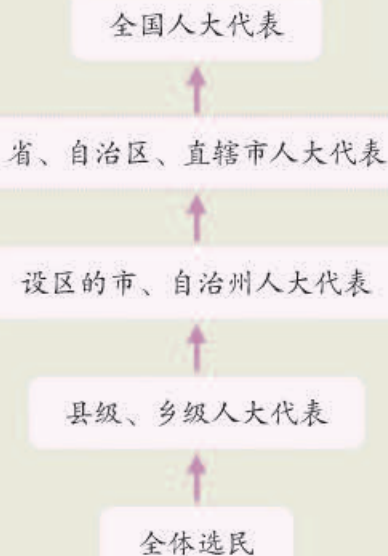 全国人大代表
省、自治区、直辖市人大代表
设区的市、自治州人大代表
县级、乡级人大代表
全体选民